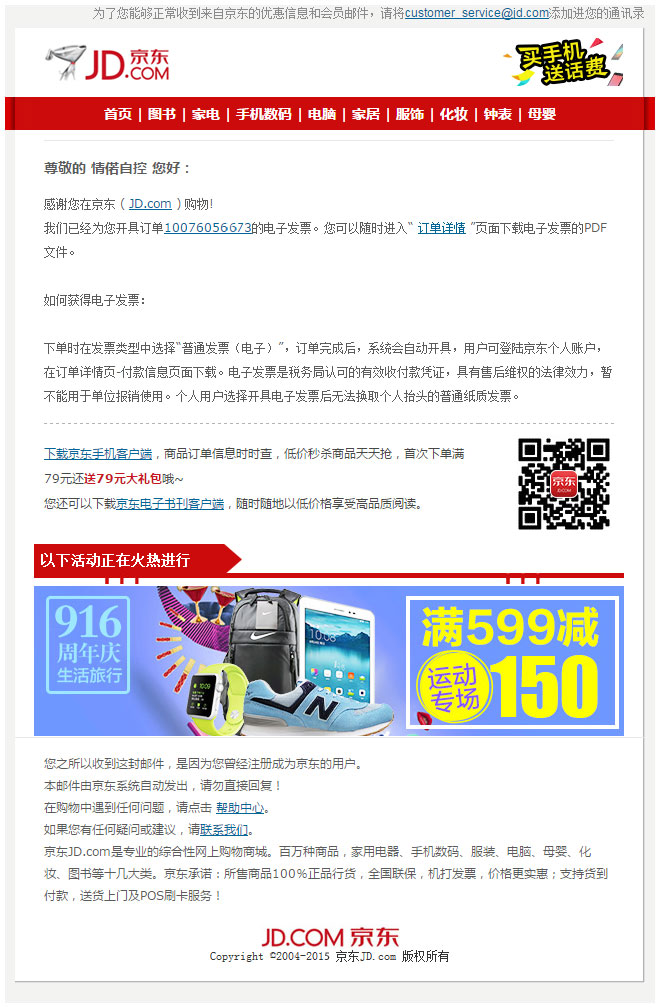 为了您能够正常收到来自京东的优惠信息和会员邮件，请将customer_service@jd.com添加进您的通讯录
JD.京东.COM
买手机送话费
首页 | 图书 | 家电 | 手机数码 | 电脑 | 家居 | 服饰 | 化妆 | 钟表 | 母婴
尊敬的 情偌自控 您好：
感谢您在京东（JD.com）购物!
我们已经为您开具订单10076056673的电子发票。您可以随时进入“ 订单详情 ”页面下载电子发票的PDF
文件。
如何获得电子发票：
下单时在发票类型中选择“普通发票（电子）”，订单完成后，系统会自动开具，用户可登陆京东个人账户，
在订单详情页-付款信息页面下载。电子发票是税务局认可的有效收付款凭证，具有售后维权的法律效力，暂
不能用于单位报销使用。个人用户选择开具电子发票后无法换取个人抬头的普通纸质发票。
下载京东手机客户端，商品订单信息时时查，低价秒杀商品天天抢，首次下单满
79元还送79元大礼包哦~
您还可以下载京东电子书刊客户端，随时随地以低价格享受高品质阅读。
京东
以下活动正在火热进行
916
周年庆
生活旅行
满599减
运动
专场
150
您之所以收到这封邮件，是因为您曾经注册成为京东的用户。
本邮件由京东系统自动发出，请勿直接回复！
在购物中遇到任何问题，请点击 帮助中心。
如果您有任何疑问或建议，请联系我们。
京东JD.com是专业的综合性网上购物商城。百万种商品，家用电器、手机数码、服装、电脑、母婴、化
妆、图书等十几大类。京东承诺：所售商品100%正品行货，全国联保，机打发票，价格更实惠；支持货到
付款，送货上门及POS刷卡服务！
JD.COM 京东
Copyright ©2004-2015 京东JD.com 版权所有